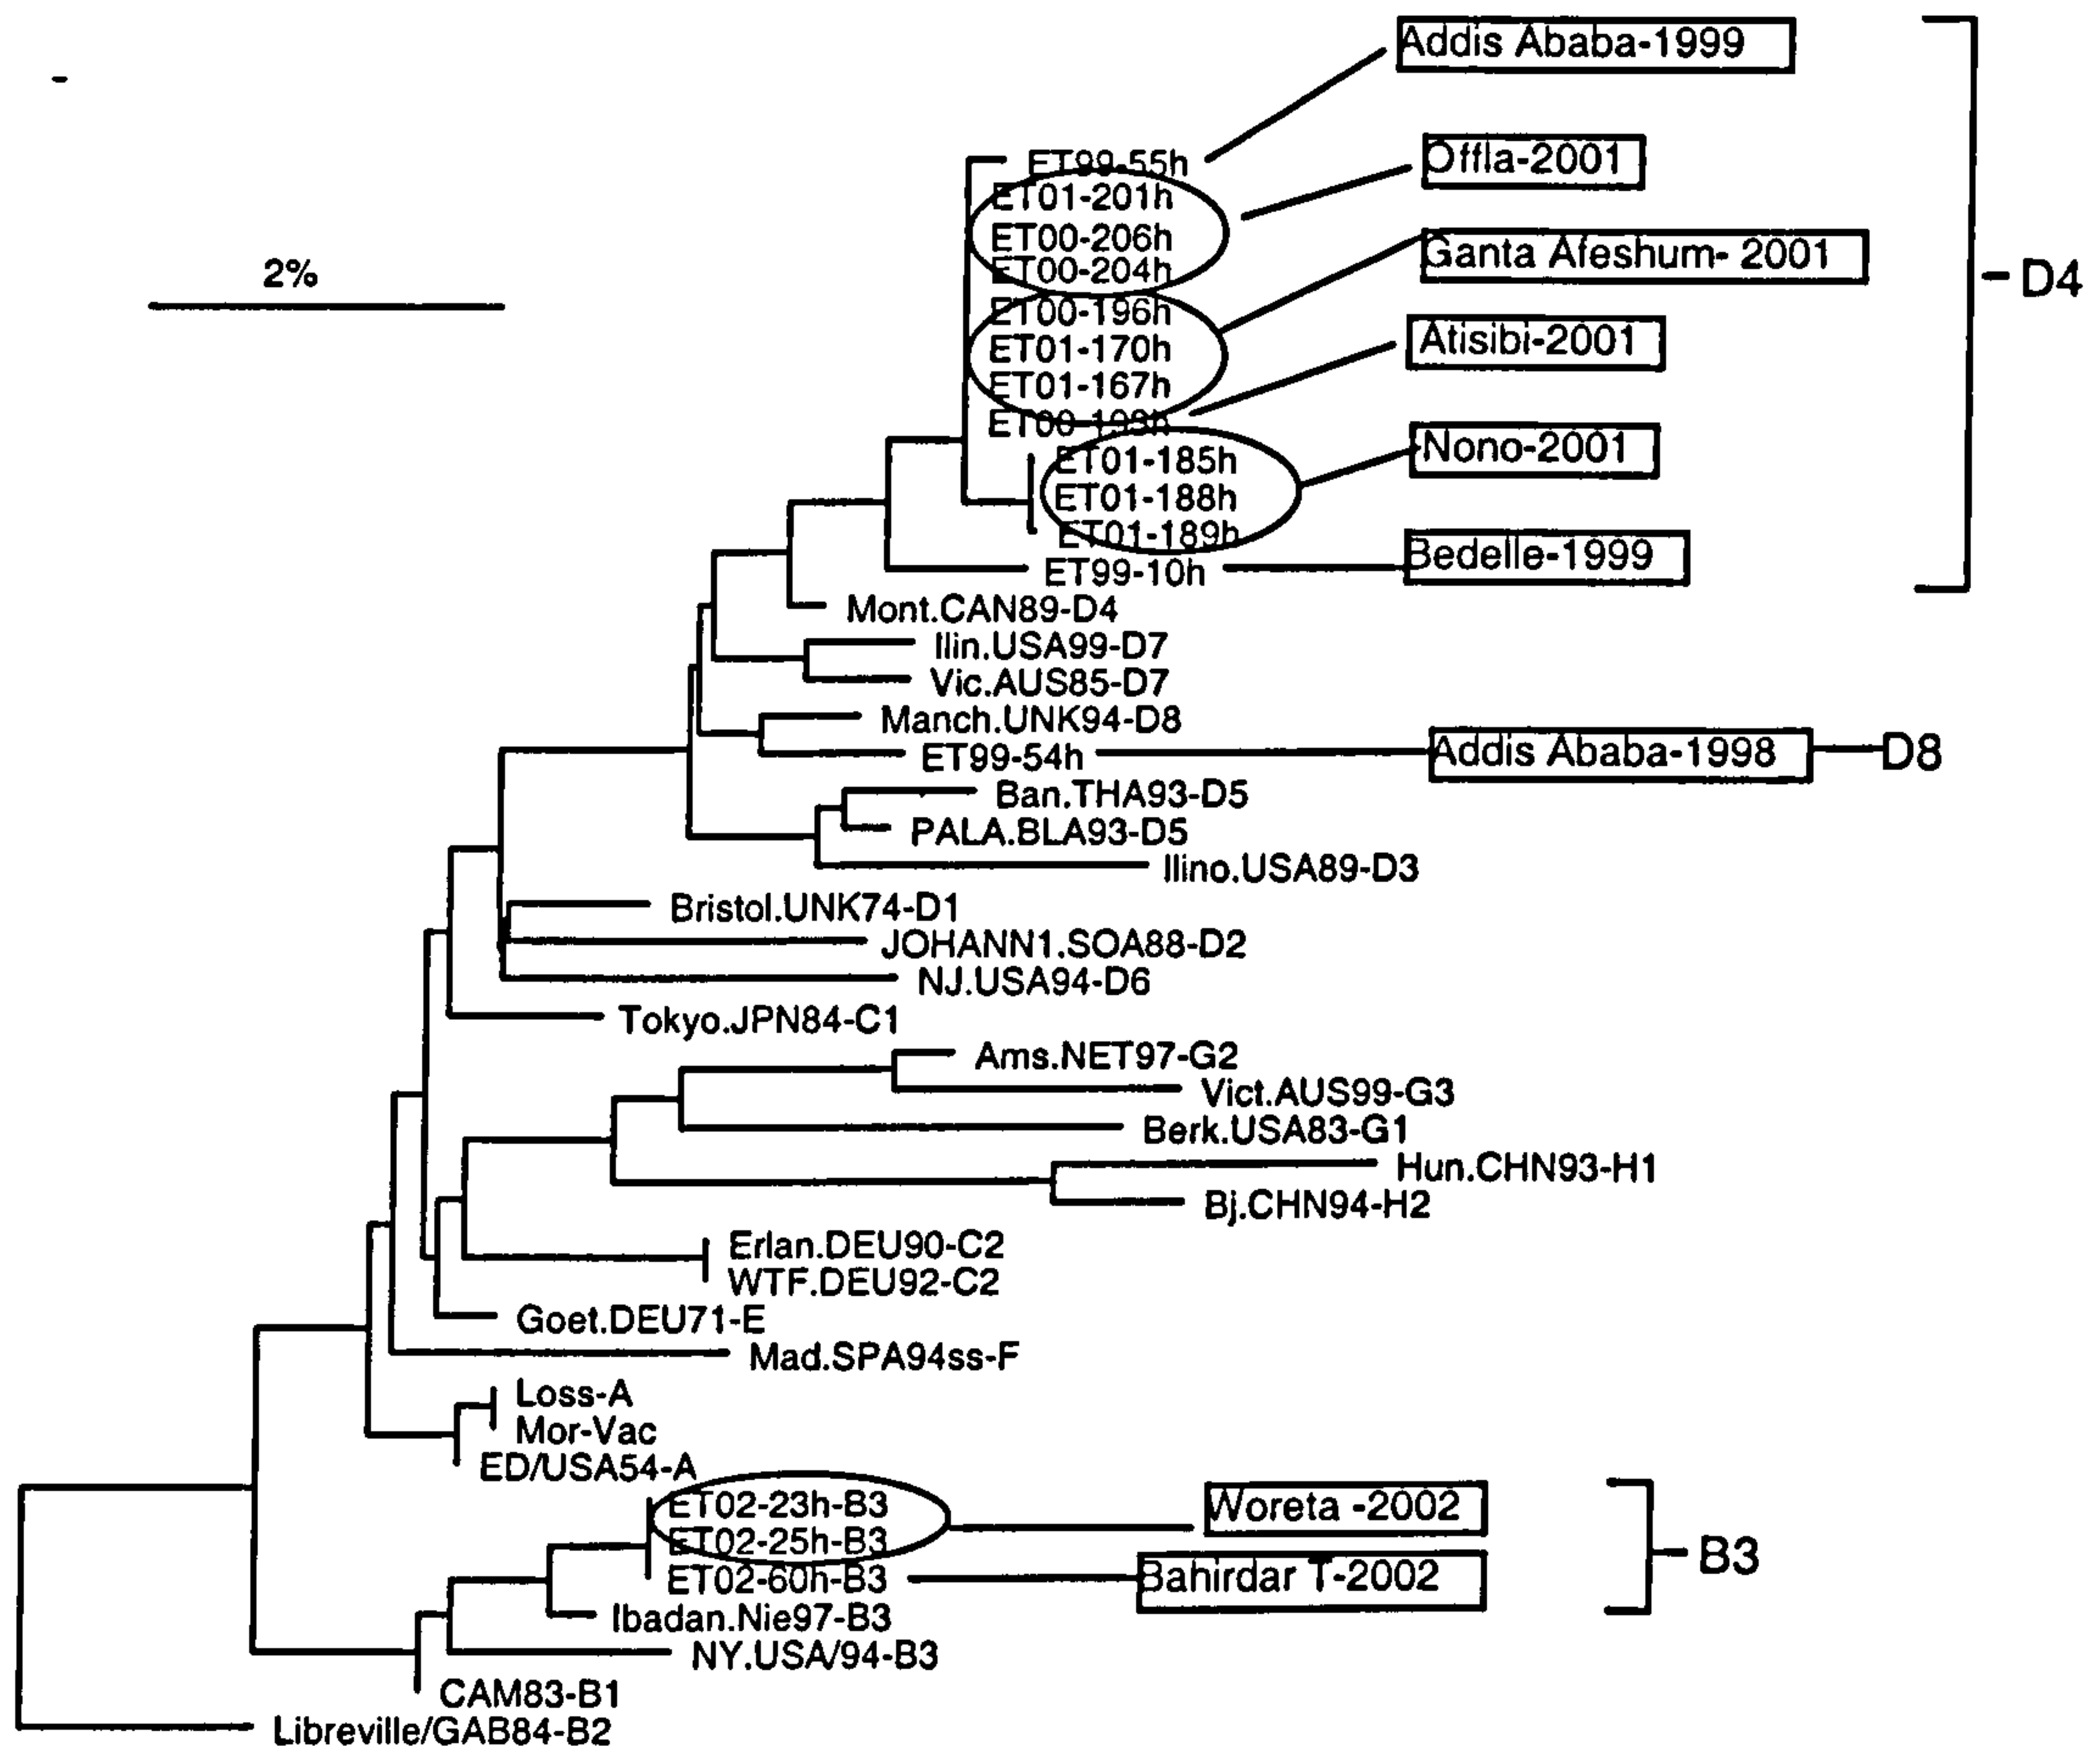 Addis Ababa-1999
ET99-55h
Offla-2001
ET01-201h
ET00-206h
Ganta Afeshum- 2001
2%
ET00-204h
D4
ET00-196h
Atisibi-2001
ET01-170h
ET01-167h
Nono-2001
ET01-185h
ET01-188h
ET01-189h
Bedelle-1999
ET99-10h
Mont.CAN89-D4
Ilin.USA99-D7
Vic.AUS85-D7
Manch.UNK94-D8
ET99-54h
Addis Ababa-1998
D8
Ban.THA93-D5
PALA.BLA93-D5
Ilino.USA89-D3
Bristol.UNK74-D1
JOHANN1.SOA88-D2
NJ.USA94-D6
Tokyo.JPN84-C1
Ams.NET97-G2
Vict.AUS99-G3
Berk.USA83-G1
Hun.CHN93-H1
Bj.CHN94-H2
Erlan.DEU90-C2
WTF.DEU92-C2
Goet.DEU71-E
Mad.SPA94ss-F
Loss-A
Mor-Vac
ED/USA54-A
ET02-23h-B3
Woreta -2002
ET02-25h-B3
B3
ET02-60h-B3
Bahirdar T-2002
Ibadan.Nie97-B3
NY.USA/94-B3
CAM83-B1
Libreville/GAB84-B2